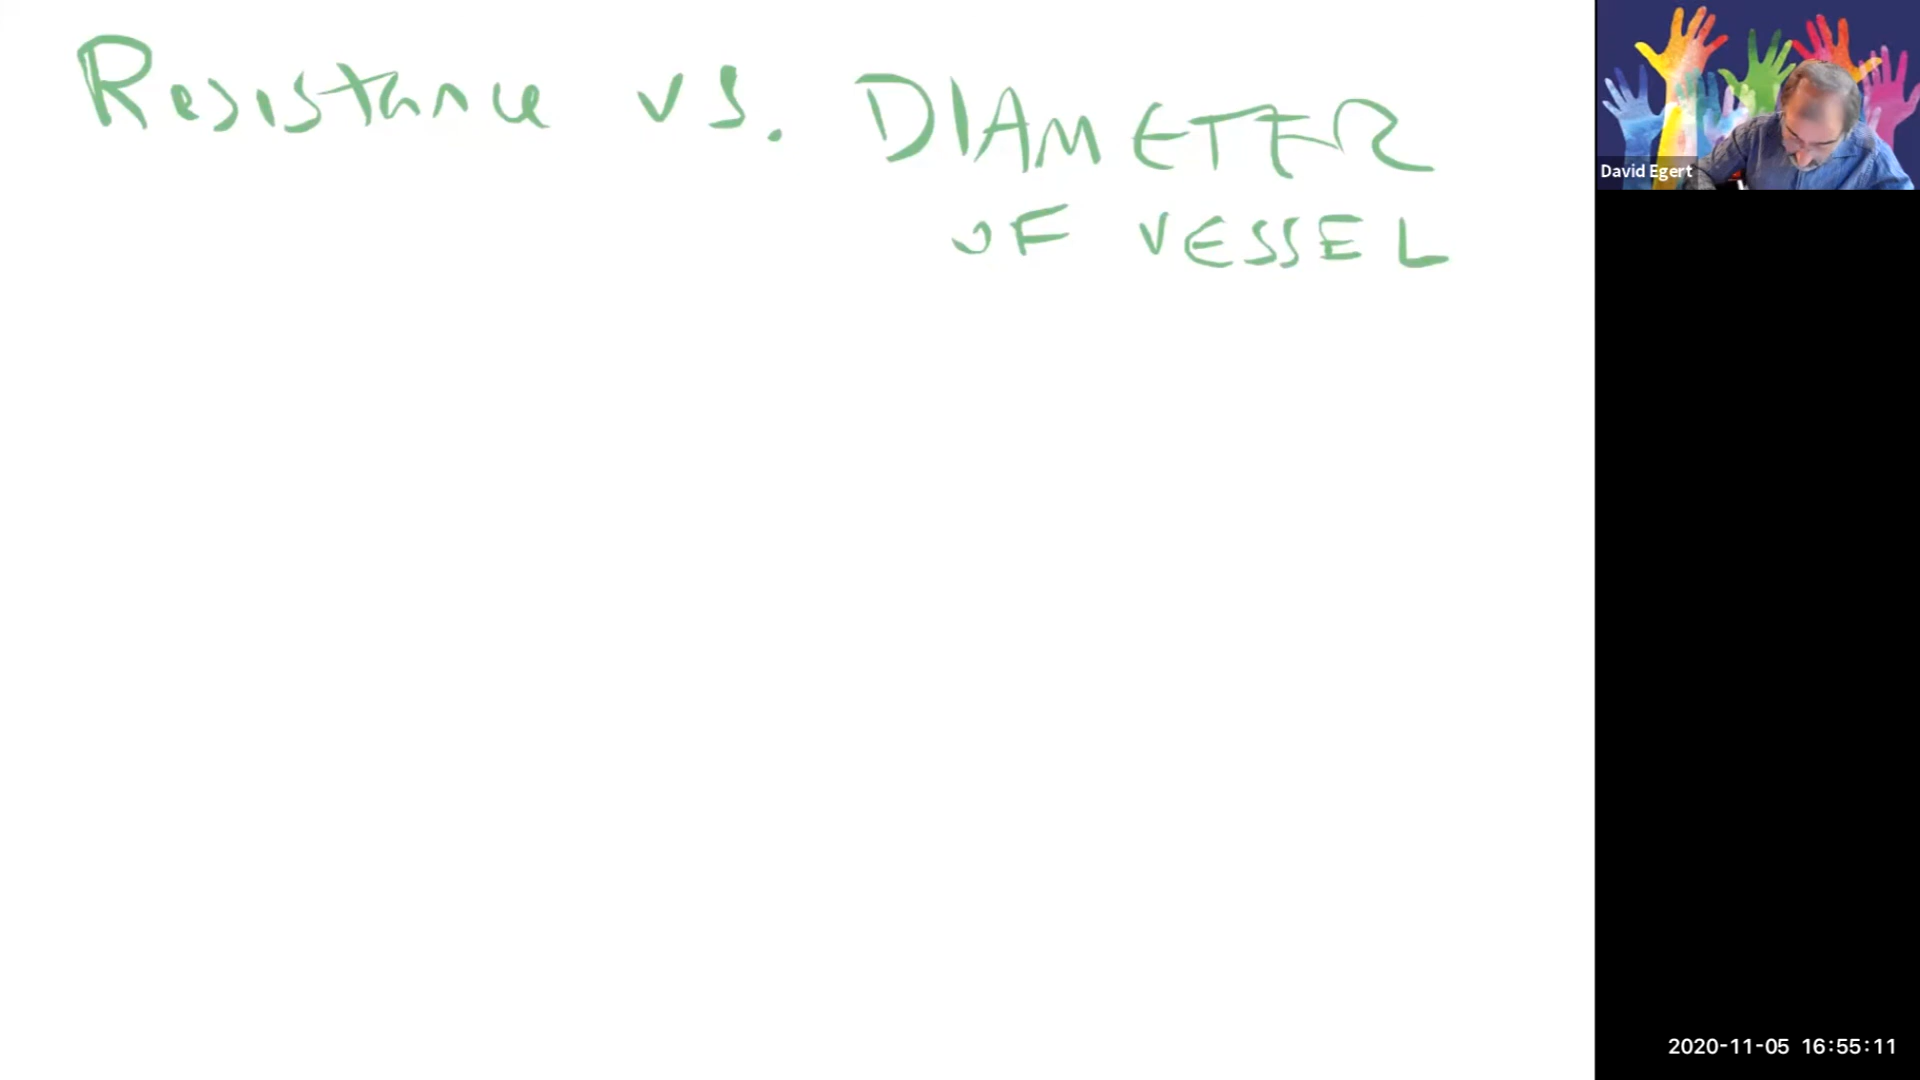 Resistance vs. DIAMETER
OF VESSEL
David Egert
2020-11-05 16:55:11